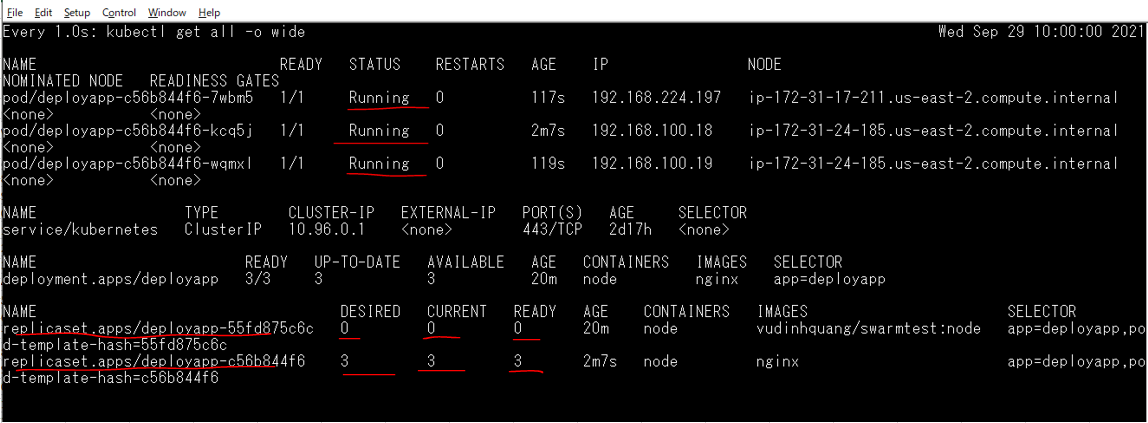 File Edit Setup Control Window Help
Every 1.0s: kubectl get all -o wide Wed Sep 29 10:00:00 2021
NAME READY STATUS RESTARTS AGE IP NODE
NOMINATED NODE READINESS GATES
pod/deployapp-c56b844f6-7wbm5 1/1 Running 0 117s 192.168.224.197 ip-172-31-17-211.us-east-2.compute.internal
<none> <none>
pod/deployapp-c56b844f6-kcq5j 1/1 Running 0 2m7s 192.168.100.18 ip-172-31-24-185.us-east-2.compute.internal
<none> <none>
pod/deployapp-c56b844f6-wqmxl 1/1 Running 0 119s 192.168.100.19 ip-172-31-24-185.us-east-2.compute.internal
<none> <none>
NAME TYPE CLUSTER-IP EXTERNAL-IP PORT(S) AGE SELECTOR
service/kubernetes ClusterIP 10.96.0.1 <none> 443/TCP 2d17h <none>
NAME READY UP-TO-DATE AVAILABLE AGE CONTAINERS IMAGES SELECTOR
deployment.apps/deployapp 3/3 3 3 20m node nginx app=deployapp
NAME DESIRED CURRENT READY AGE CONTAINERS IMAGES SELECTOR
replicaset.apps/deployapp-55fd875c6c 0 0 0 20m node vudinhquang/swarmtest:node app=deployapp,po
d-template-hash=55fd875c6c
replicaset.apps/deployapp-c56b844f6 3 3 3 2m7s node nginx app=deployapp,po
d-template-hash=c56b844f6